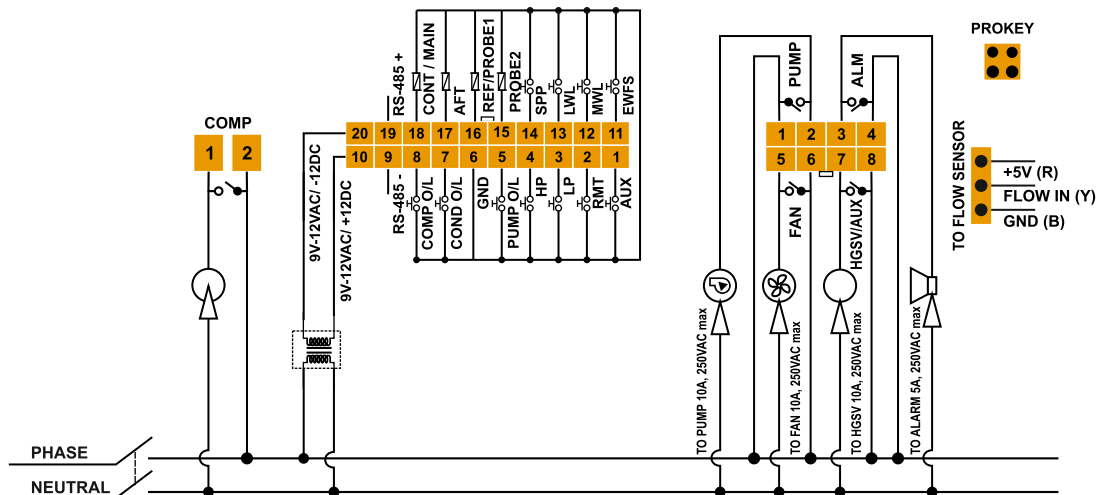 PROKEY
COMP
1 2
RS-485 +
CONT / MAIN
AFT
REF/PROBE1
PROBE2
SPP
LWL
MWL
EWFS
20 19 18 17 16 15 14 13 12 11
10 9 8 7 6 5 4 3 2 1
RS-485 -
COMP O/L
COND O/L
GND
PUMP O/L
HP
LP
RMT
AUX
9V-12VAC/ -12DC
9V-12VAC/ +12DC
PUMP
ALM
1 2 3 4
5 6 7 8
FAN
HGSV/AUX
TO FLOW SENSOR
+5V (R)
FLOW IN (Y)
GND (B)
TO PUMP 10A, 250VAC max
TO FAN 10A, 250VAC max
TO HGSV 10A, 250VAC max
TO ALARM 5A, 250VAC max
PHASE
NEUTRAL